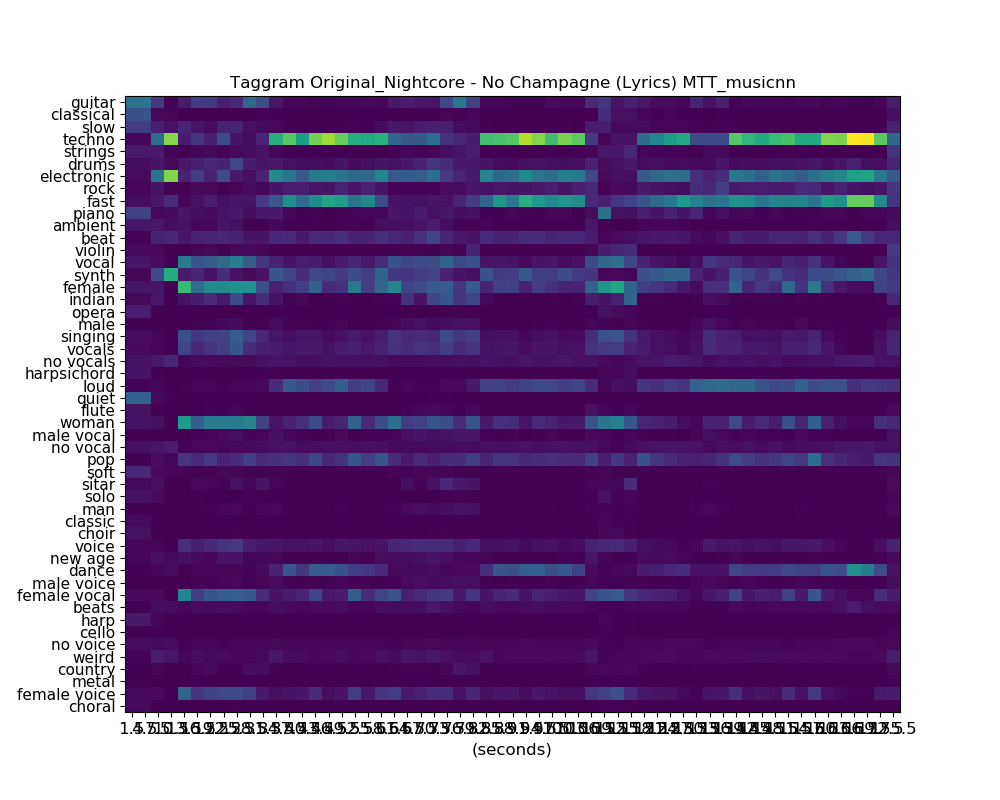 Taggram Original_Nightcore - No Champagne (Lyrics) MTT_musicnn
guitar
classical
slow
techno
strings
drums
electronic
rock
fast
piano
ambient
beat
violin
vocal
synth
female
indian
opera
male
singing
vocals
no vocals
harpsichord
loud
quiet
flute
woman
male vocal
no vocal
pop
soft
sitar
solo
man
classic
choir
voice
new age
dance
male voice
female vocal
beats
harp
cello
no voice
weird
country
metal
female voice
choral
(seconds)